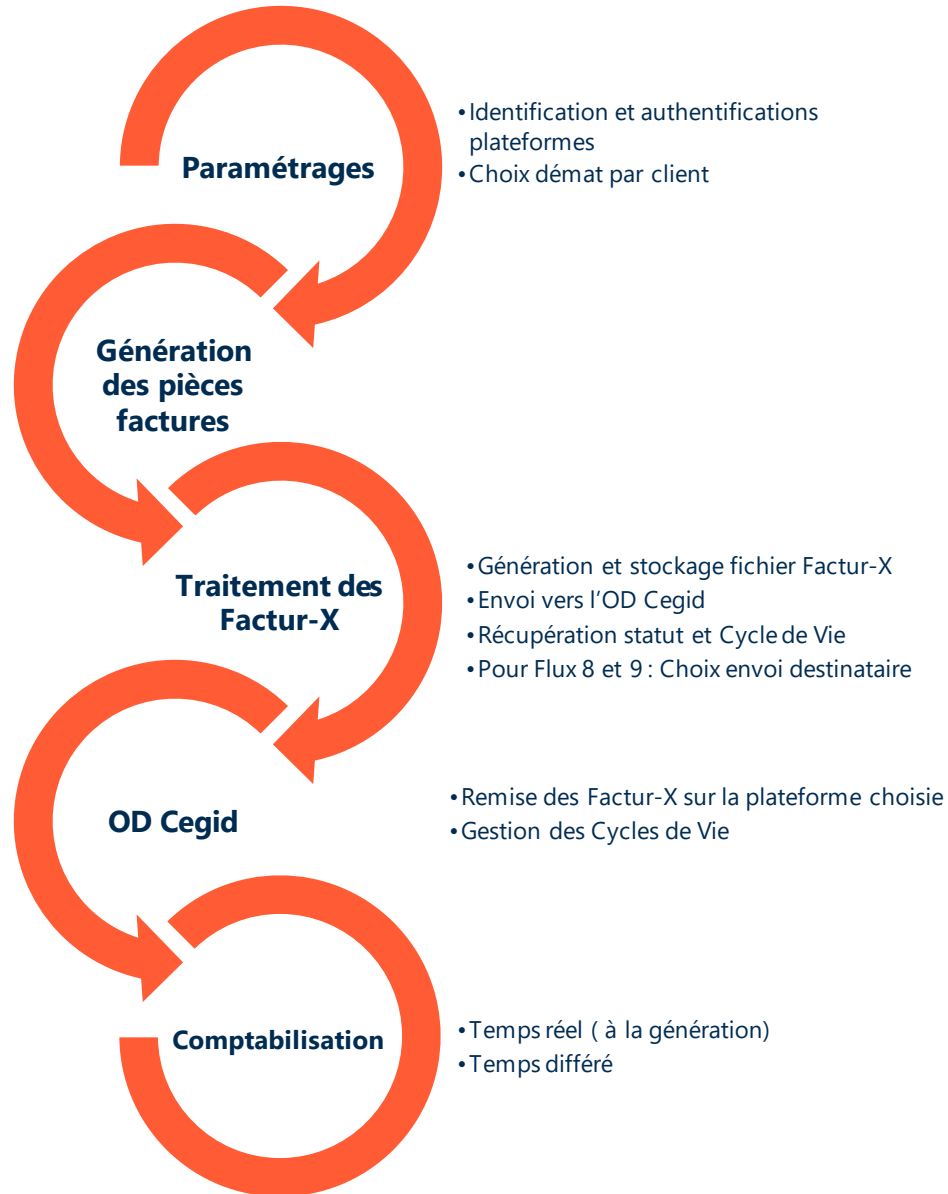 Paramétrages
• Identification et authentifications
plateformes
• Choix démat par client
Génération
des pièces
factures
Traitement des
Factur-X
• Génération et stockage fichier Factur-X
• Envoi vers l’OD Cegid
• Récupération statut et Cycle de Vie
• Pour Flux 8 et 9 : Choix envoi destinataire
OD Cegid
• Remise des Factur-X sur la plateforme choisie
• Gestion des Cycles de Vie
Comptabilisation
• Temps réel ( à la génération)
• Temps différé